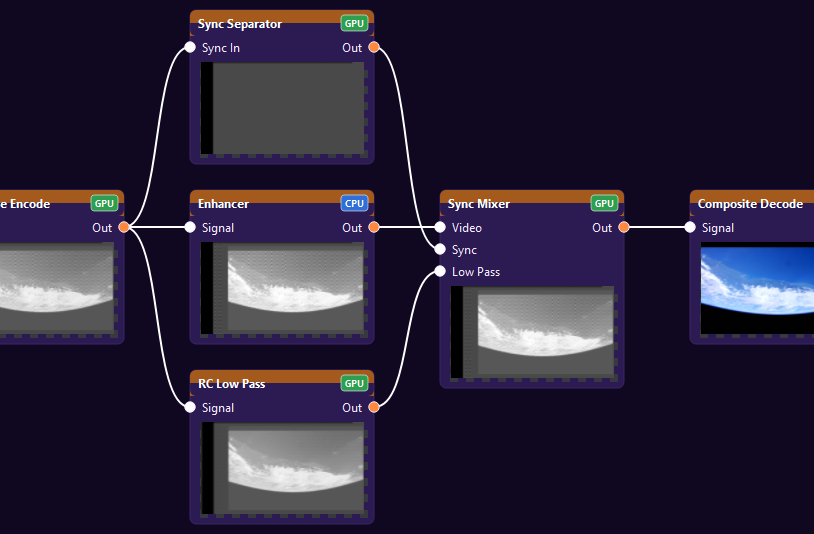 Sync Separator GPU
Sync In Out
e Encode GPU
Out
Enhancer CPU
Signal Out
Sync Mixer GPU
Video Out
Sync
Low Pass
Composite Decode
Signal
RC Low Pass GPU
Signal Out